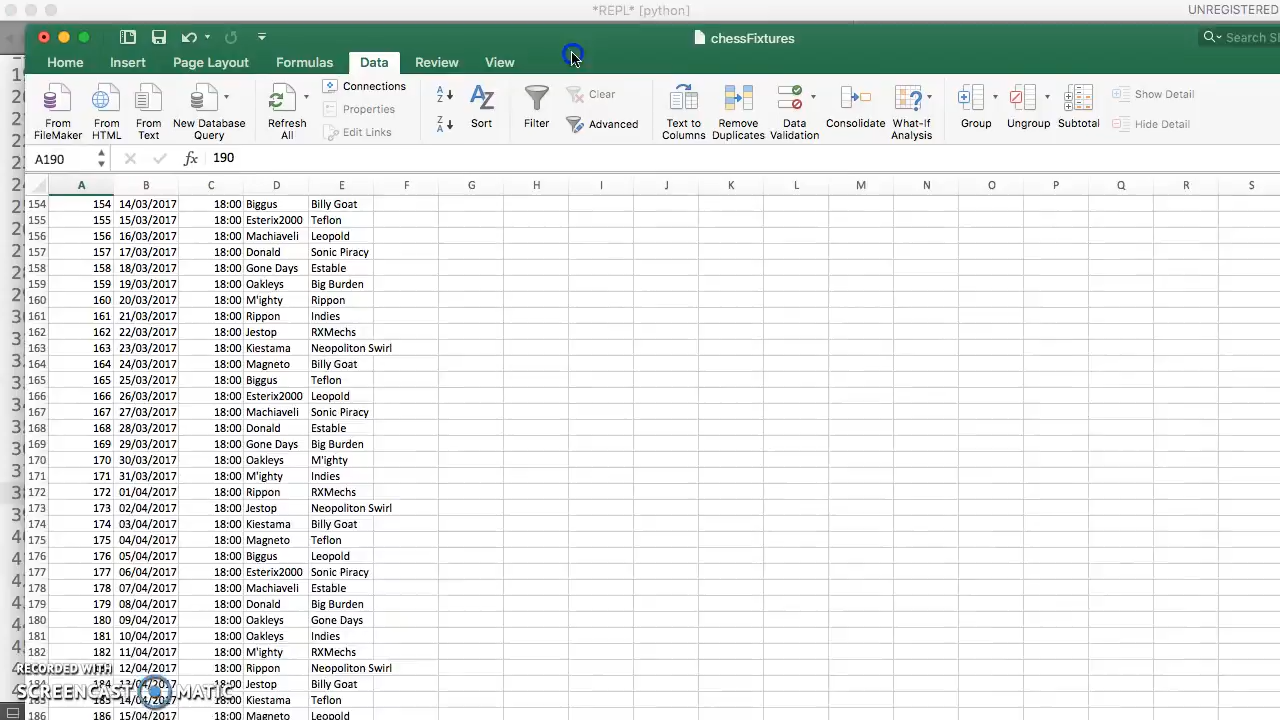 *REPL* [python]
UNREGISTERED
chessFixtures
Search Sh
Home Insert Page Layout Formulas Data Review View
From FileMaker
From HTML
From Text
New Database Query
Refresh All
Connections
Properties
Edit Links
Sort
Filter
Clear
Advanced
Text to Columns
Remove Duplicates
Data Validation
Consolidate
What-If Analysis
Group
Ungroup
Subtotal
Show Detail
Hide Detail
A190 fx 190
A B C D E F G H I J K L M N O P Q R S
154 154 14/03/2017 18:00 Biggus Billy Goat
155 155 15/03/2017 18:00 Esterix2000 Teflon
156 156 16/03/2017 18:00 Machiaveli Leopold
157 157 17/03/2017 18:00 Donald Sonic Piracy
158 158 18/03/2017 18:00 Gone Days Estable
159 159 19/03/2017 18:00 Oakleys Big Burden
160 160 20/03/2017 18:00 M'ighty Rippon
161 161 21/03/2017 18:00 Rippon Indies
162 162 22/03/2017 18:00 Jestop RXMechs
163 163 23/03/2017 18:00 Kiestama Neopoliton Swirl
164 164 24/03/2017 18:00 Magneto Billy Goat
165 165 25/03/2017 18:00 Biggus Teflon
166 166 26/03/2017 18:00 Esterix2000 Leopold
167 167 27/03/2017 18:00 Machiaveli Sonic Piracy
168 168 28/03/2017 18:00 Donald Estable
169 169 29/03/2017 18:00 Gone Days Big Burden
170 170 30/03/2017 18:00 Oakleys M'ighty
171 171 31/03/2017 18:00 M'ighty Indies
172 172 01/04/2017 18:00 Rippon RXMechs
173 173 02/04/2017 18:00 Jestop Neopoliton Swirl
174 174 03/04/2017 18:00 Kiestama Billy Goat
175 175 04/04/2017 18:00 Magneto Teflon
176 176 05/04/2017 18:00 Biggus Leopold
177 177 06/04/2017 18:00 Esterix2000 Sonic Piracy
178 178 07/04/2017 18:00 Machiaveli Estable
179 179 08/04/2017 18:00 Donald Big Burden
180 180 09/04/2017 18:00 Oakleys Gone Days
181 181 10/04/2017 18:00 Oakleys Indies
182 182 11/04/2017 18:00 M'ighty RXMechs
12/04/2017 18:00 Rippon Neopoliton Swirl
184 13/04/2017 18:00 Jestop Billy Goat
14/04/2017 18:00 Kiestama Teflon
186 186 15/04/2017 18:00 Magneto Leopold
RECORDED WITH
SCREENCAST MATIC